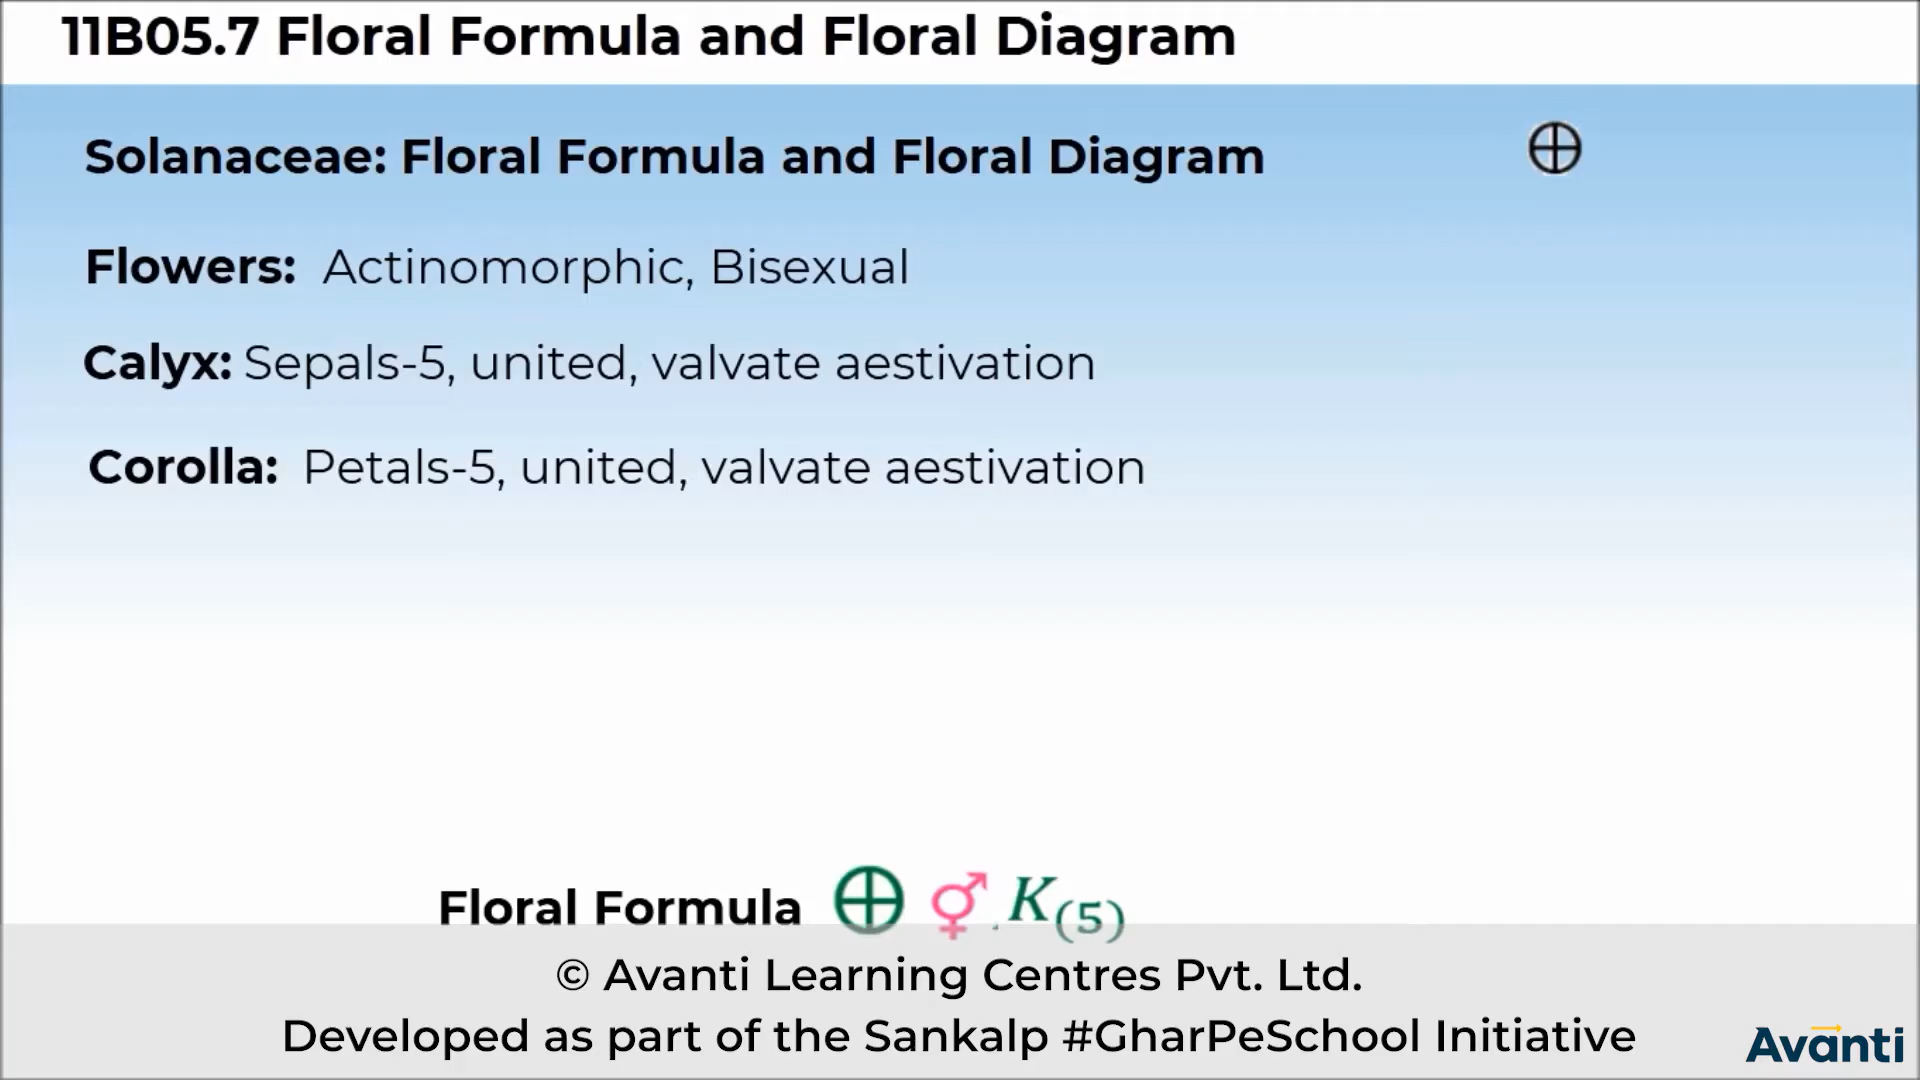 11B05.7 Floral Formula and Floral Diagram
Solanaceae: Floral Formula and Floral Diagram ⊕
Flowers: Actinomorphic, Bisexual
Calyx: Sepals-5, united, valvate aestivation
Corolla: Petals-5, united, valvate aestivation
Floral Formula ⊕ ⚥ K(5)
© Avanti Learning Centres Pvt. Ltd.
Developed as part of the Sankalp #GharPeSchool Initiative
Avanti